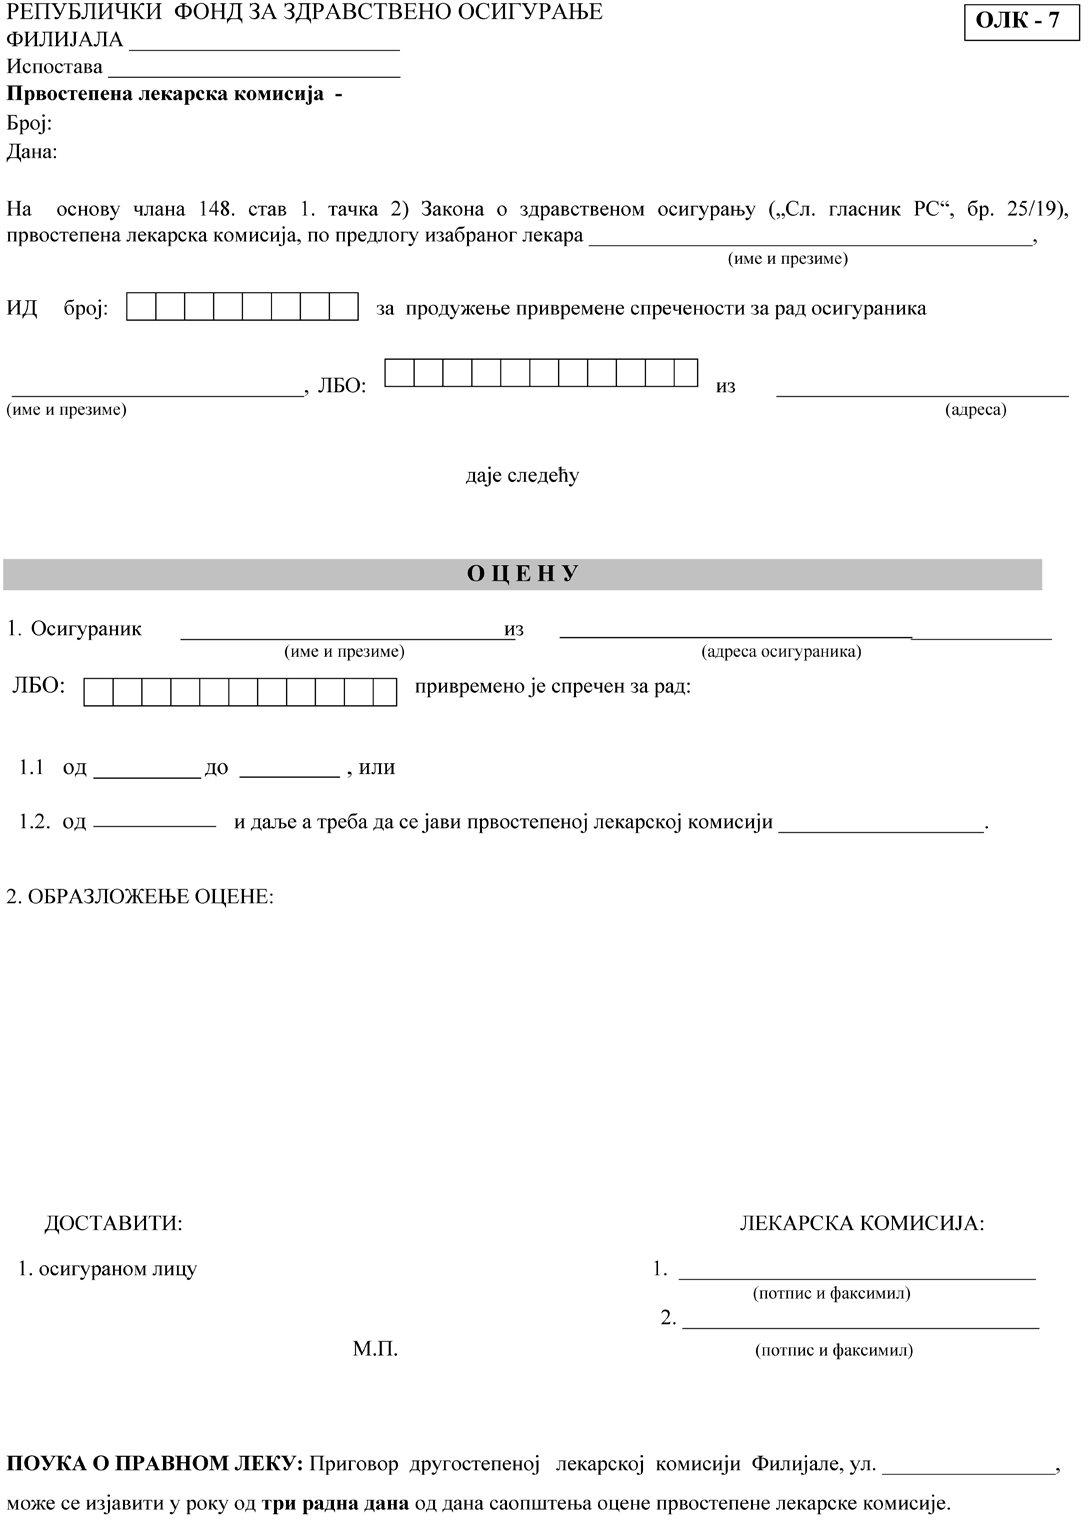 РЕПУБЛИЧКИ ФОНД ЗА ЗДРАВСТВЕНО ОСИГУРАЊЕ
ОЛК - 7
ФИЛИЈАЛА
Испостава
Првостепена лекарска комисија -
Број:
Дана:
На основу члана 148. став 1. тачка 2) Закона о здравственом осигурању („Сл. гласник РС“, бр. 25/19),
првостепена лекарска комисија, по предлогу изабраног лекара ,
(име и презиме)
ИД број: за продужење привремене спречености за рад осигураника
, ЛБО: из
(име и презиме) (адреса)
даје следећу
О Ц Е Н У
1. Осигураник из
(име и презиме) (адреса осигураника)
ЛБО: привремено је спречен за рад:
1.1 од до , или
1.2. од и даље а треба да се јави првостепеној лекарској комисији .
2. ОБРАЗЛОЖЕЊЕ ОЦЕНЕ:
ДОСТАВИТИ: ЛЕКАРСКА КОМИСИЈА:
1. осигураном лицу 1.
(потпис и факсимил)
2.
М.П. (потпис и факсимил)
ПОУКА О ПРАВНОМ ЛЕКУ: Приговор другостепеној лекарској комисији Филијале, ул. ,
може се изјавити у року од три радна дана од дана саопштења оцене првостепене лекарске комисије.